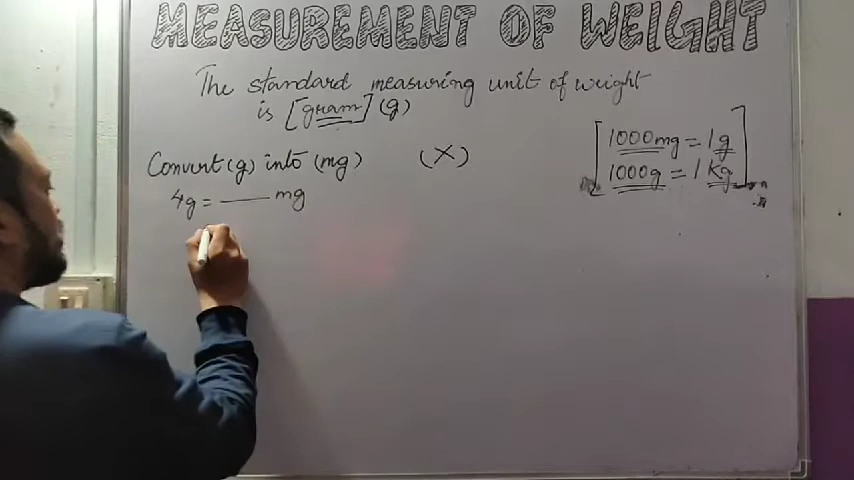 MEASUREMENT OF WEIGHT
The standard measuring unit of weight
is [gram] (g)
Convert (g) into (mg) (X)
4g = ___ mg
1000mg = 1g
1000g = 1 Kg